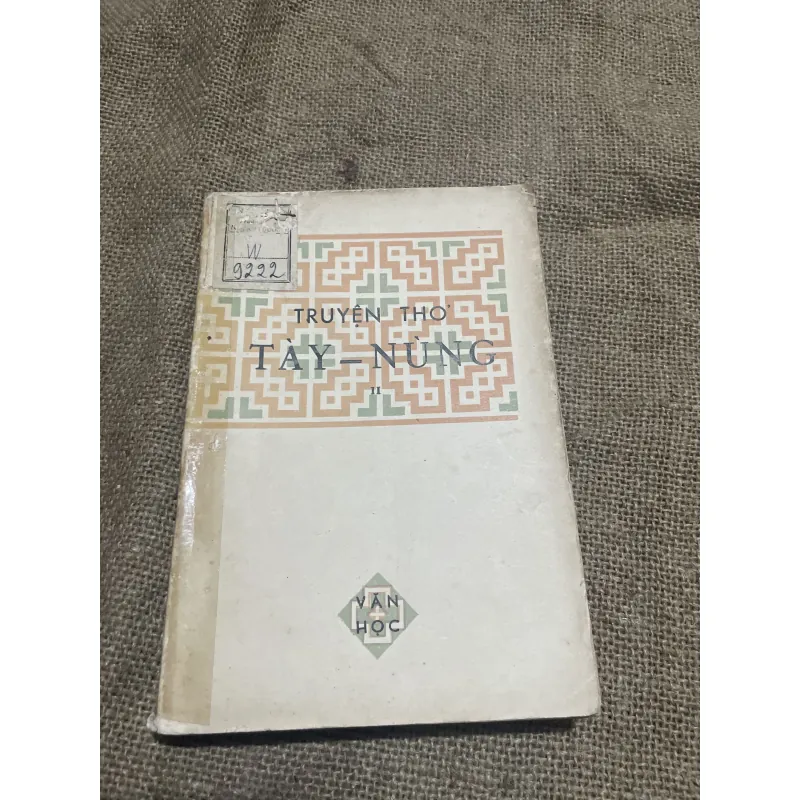 W
9222
TRUYỆN THƠ
TÀY – NÙNG
II
VĂN
HỌC